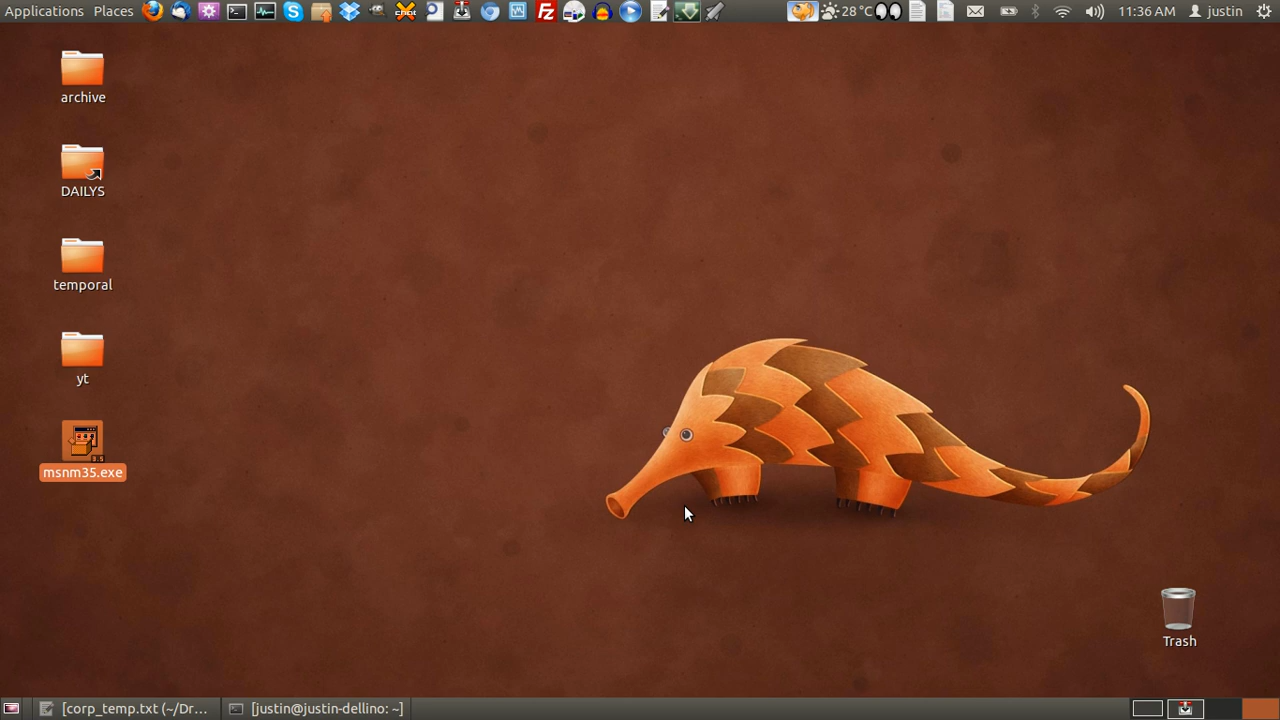 Applications Places 28 °C 11:36 AM justin
archive
DAILYS
temporal
yt
msnm35.exe
Trash
[corp_temp.txt (~/Dr... [justin@justin-dellino: ~]